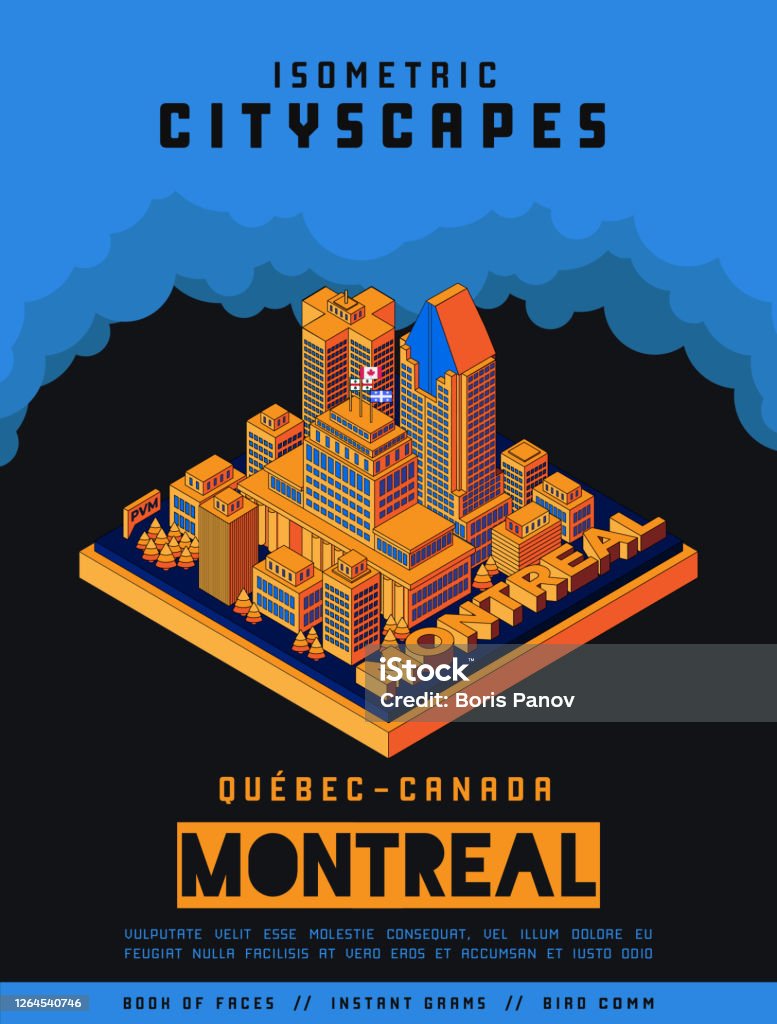 ISOMETRIC
CITYSCAPES
PVM
MONTREAL
iStock™
Credit: Boris Panov
QUÉBEC-CANADA
MONTREAL
VULPUTATE VELIT ESSE MOLESTIE CONSEQUAT, VEL ILLUM DOLORE EU
FEUGIAT NULLA FACILISIS AT VERO EROS ET ACCUMSAN ET IUSTO ODIO
1264540746
BOOK OF FACES // INSTANT GRAMS // BIRD COMM